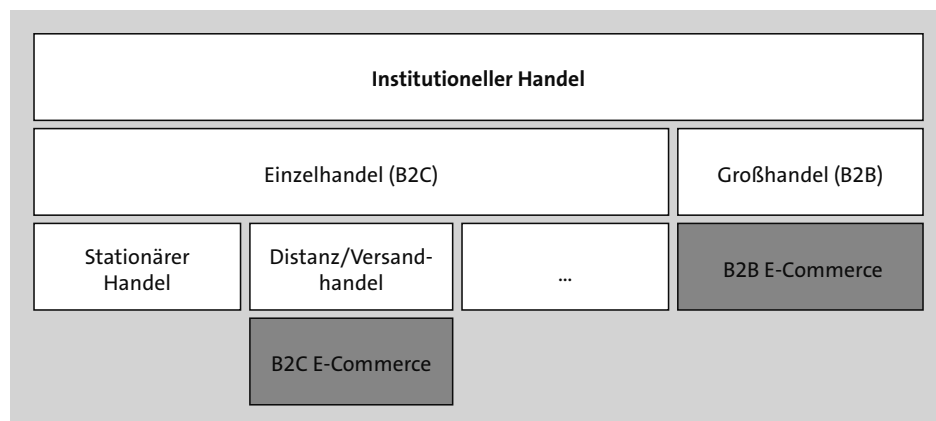 Institutioneller Handel
Einzelhandel (B2C)
Großhandel (B2B)
Stationärer
Handel
Distanz/Versand-
handel
...
B2B E-Commerce
B2C E-Commerce